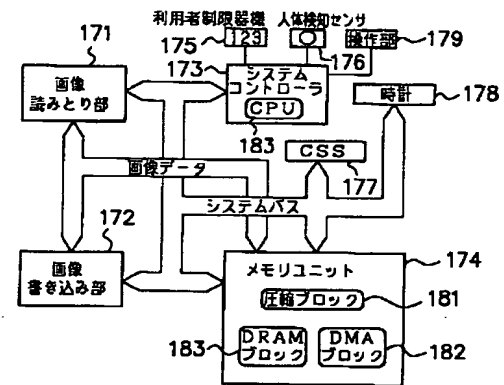 利用者制限器機
人体検知センサ
171
175
123
176
操作部
179
173
システム
コントローラ
CPU
183
画像
読みとり部
時計
178
CSS
177
画像データ
システムバス
172
画像
書き込み部
メモリユニット
174
圧縮ブロック
181
183
DRAM
ブロック
DMA
ブロック
182